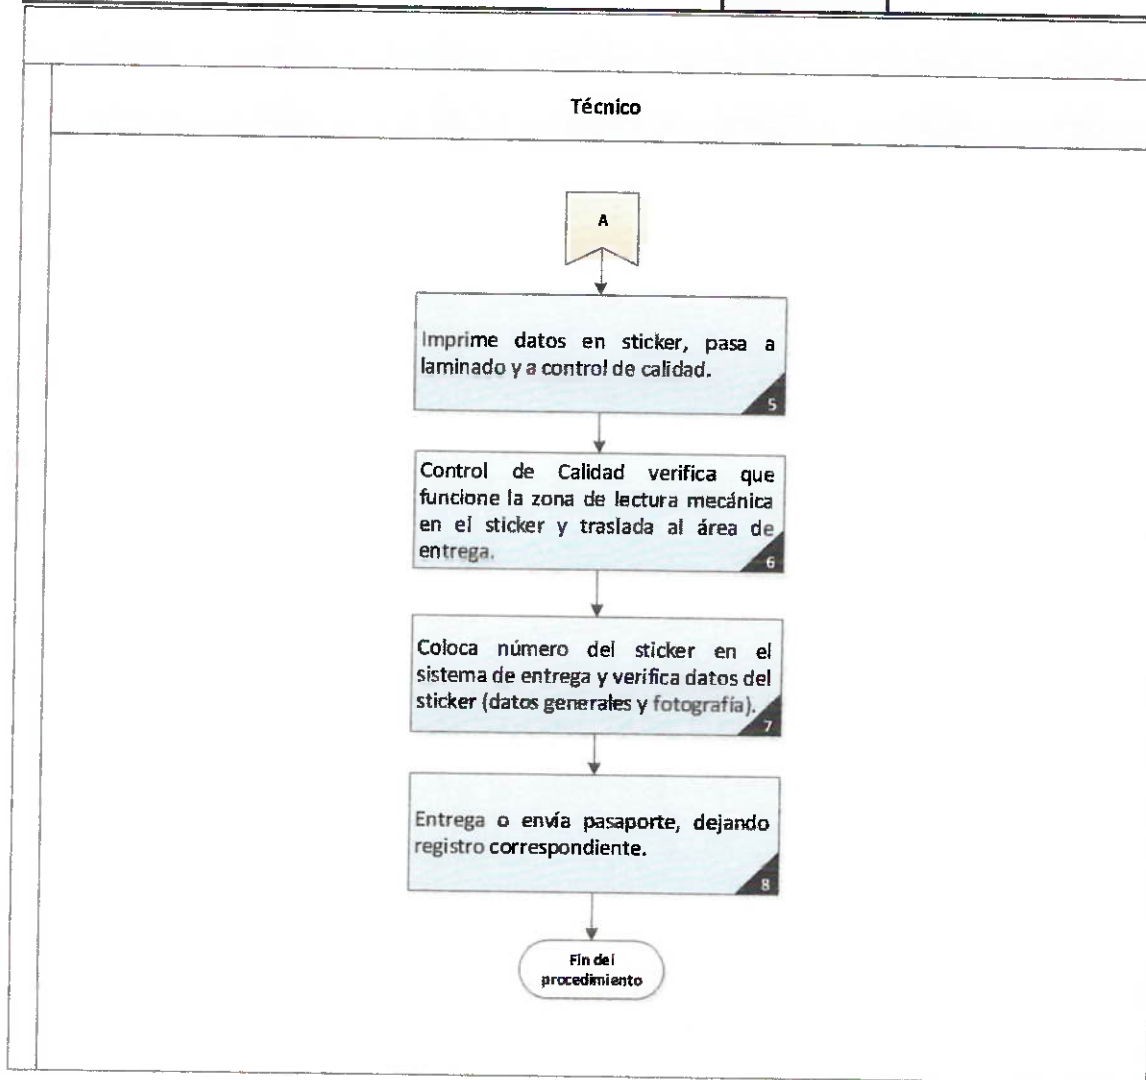 Técnico
A
Imprime datos en sticker, pasa a
laminado y a control de calidad.
5
Control de Calidad verifica que
funcione la zona de lectura mecánica
en el sticker y traslada al área de
entrega.
6
Coloca número del sticker en el
sistema de entrega y verifica datos del
sticker (datos generales y fotografía).
7
Entrega o envía pasaporte, dejando
registro correspondiente.
8
Fin del
procedimiento